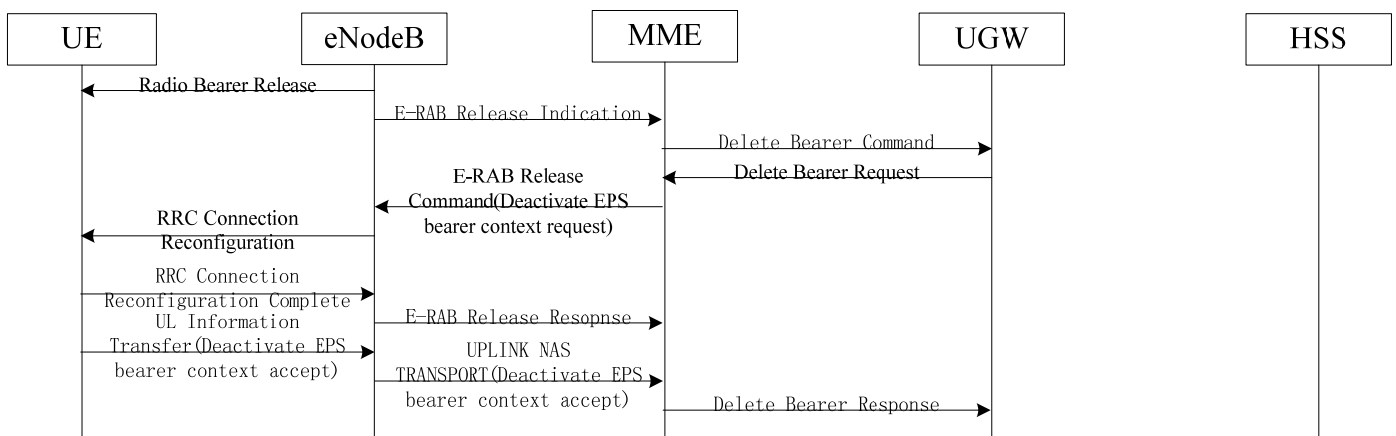 UE
eNodeB
MME
UGW
HSS
Radio Bearer Release
E-RAB Release Indication
Delete Bearer Command
Delete Bearer Request
E-RAB Release
Command(Deactivate EPS
bearer context request)
RRC Connection
Reconfiguration
RRC Connection
Reconfiguration Complete
E-RAB Release Resopnse
UL Information
Transfer(Deactivate EPS
bearer context accept)
UPLINK NAS
TRANSPORT(Deactivate EPS
bearer context accept)
Delete Bearer Response